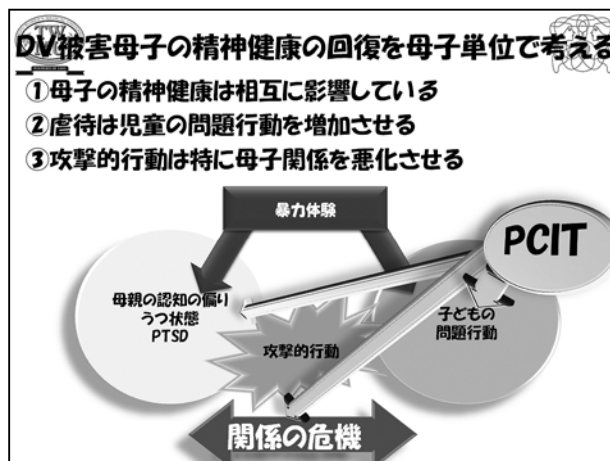 DV被害母子の精神健康の回復を母子単位で考える
①母子の精神健康は相互に影響している
②虐待は児童の問題行動を増加させる
③攻撃的行動は特に母子関係を悪化させる
暴力体験
PCIT
母親の認知の偏り
うつ状態
PTSD
攻撃的行動
子どもの
問題行動
関係の危機